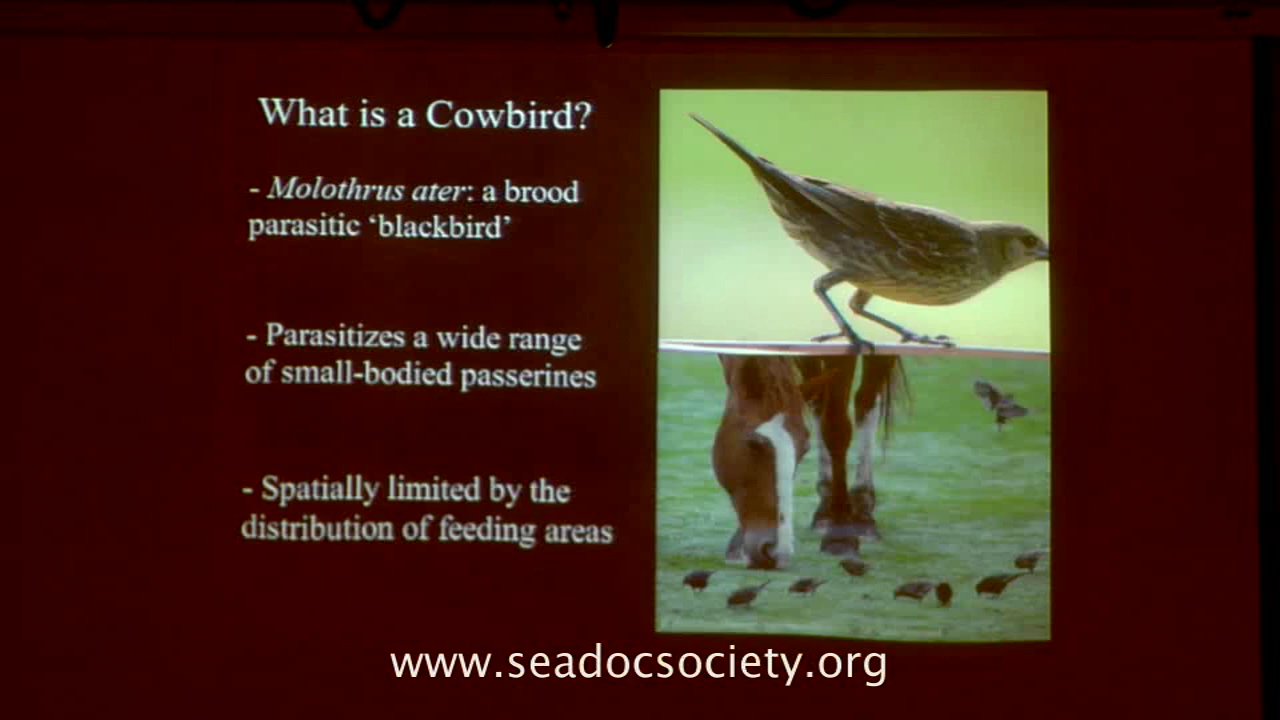 What is a Cowbird?
- Molothrus ater: a brood
parasitic ‘blackbird’
- Parasitizes a wide range
of small-bodied passerines
- Spatially limited by the
distribution of feeding areas
www.seadocsociety.org